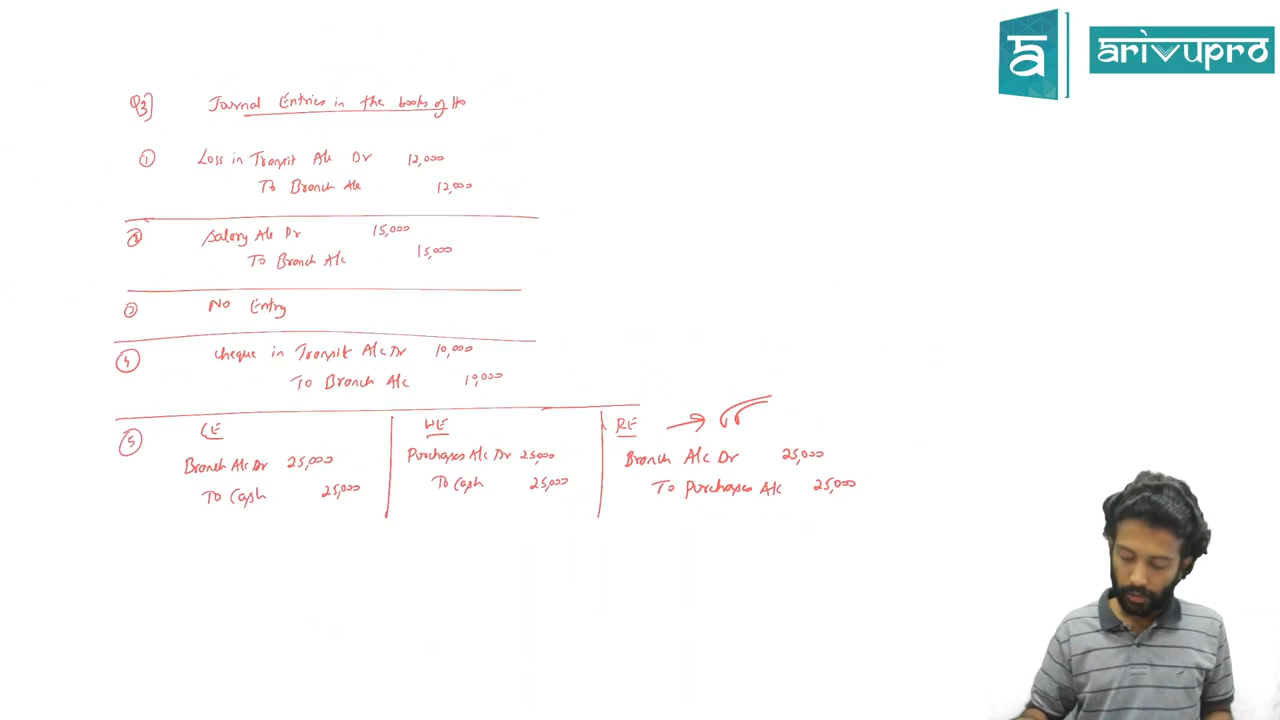 arivupro
Q3] Journal Entries in the books of Ho
① Loss in Transit A/c Dr 12,000
To Branch A/c 12,000
② Salary A/c Dr 15,000
To Branch A/c 15,000
③ No Entry
④ Cheque in Transit A/c Dr 10,000
To Branch A/c 10,000
⑤ CE WE RE →
Branch A/c Dr 25,000 Purchases A/c Dr 25,000 Branch A/c Dr 25,000
To Cash 25,000 To Cash 25,000 To Purchases A/c 25,000